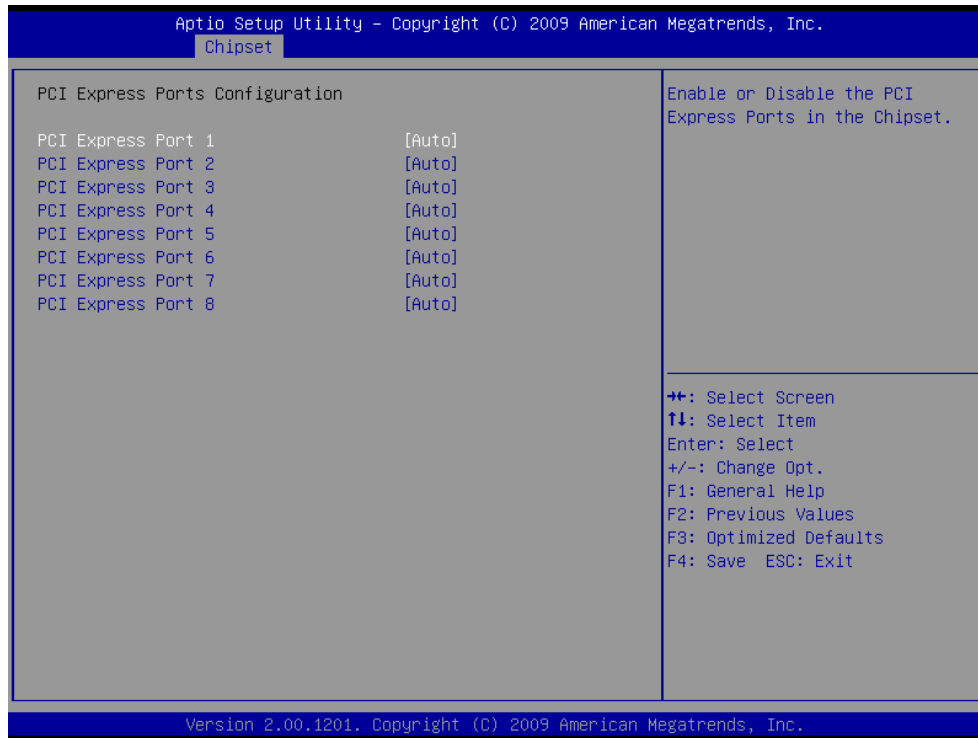 Aptio Setup Utility – Copyright (C) 2009 American Megatrends, Inc.
Chipset
PCI Express Ports Configuration
PCI Express Port 1 [Auto]
PCI Express Port 2 [Auto]
PCI Express Port 3 [Auto]
PCI Express Port 4 [Auto]
PCI Express Port 5 [Auto]
PCI Express Port 6 [Auto]
PCI Express Port 7 [Auto]
PCI Express Port 8 [Auto]
Enable or Disable the PCI
Express Ports in the Chipset.
→←: Select Screen
↑↓: Select Item
Enter: Select
+/-: Change Opt.
F1: General Help
F2: Previous Values
F3: Optimized Defaults
F4: Save ESC: Exit
Version 2.00.1201. Copyright (C) 2009 American Megatrends, Inc.